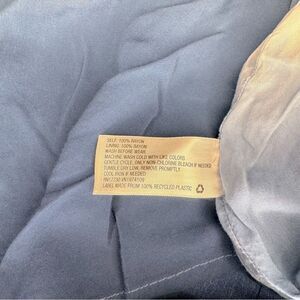 SELF: 100% RAYON
LINING: 100% RAYON
WASH BEFORE WEAR.
MACHINE WASH COLD WITH LIKE COLORS.
GENTLE CYCLE. ONLY NON-CHLORINE BLEACH IF NEEDED.
TUMBLE DRY LOW, REMOVE PROMPTLY.
COOL IRON IF NEEDED
LABEL MADE FROM 100% RECYCLED PLASTIC